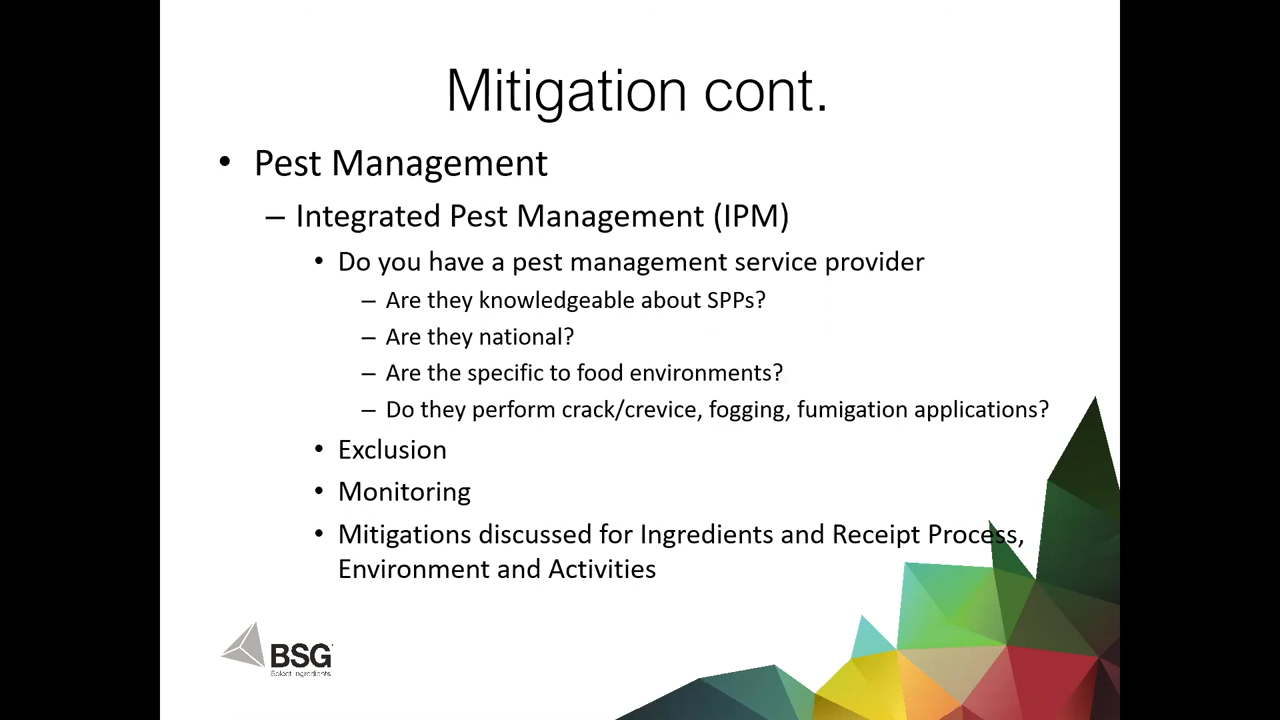 Mitigation cont.
• Pest Management
– Integrated Pest Management (IPM)
• Do you have a pest management service provider
– Are they knowledgeable about SPPs?
– Are they national?
– Are the specific to food environments?
– Do they perform crack/crevice, fogging, fumigation applications?
• Exclusion
• Monitoring
• Mitigations discussed for Ingredients and Receipt Process,
Environment and Activities
BSG
Select Ingredients